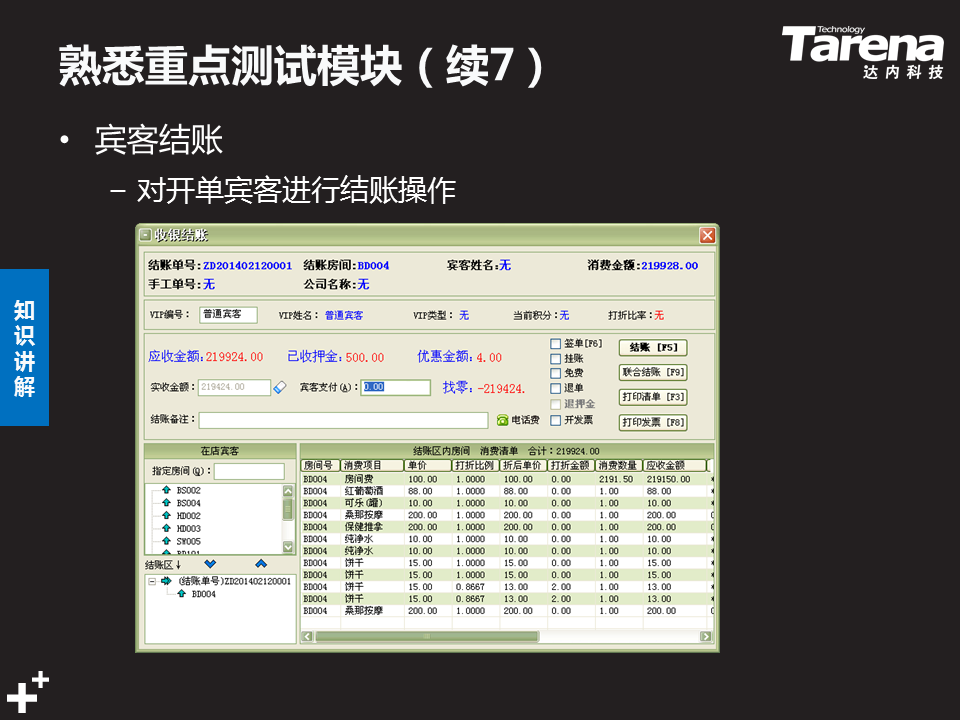 熟悉重点测试模块（续7）
Technology
Tarena
达内科技
• 宾客结账
– 对开单宾客进行结账操作
知识讲解
收银结账
结账单号:ZD201402120001 结账房间:BD004 宾客姓名:无 消费金额:219928.00
手工单号:无 公司名称:无
VIP编号: 普通宾客 VIP姓名: 普通宾客 VIP类型: 无 当前积分:无 打折比率:无
应收金额:219924.00 已收押金:500.00 优惠金额:4.00
实收金额: 219424.00 宾客支付(A): 0.00 找零: -219424.
结账备注: 电话费
签单[F6]
挂账
免费
退单
退押金
开发票
结账 [F5]
联合结账 [F9]
打印清单 [F3]
打印发票 [F8]
在店宾客
指定房间(Q):
BS002
BS004
HD002
HD003
SW005
BD101
结账区↓
(结账单号)ZD201402120001
BD004
结账区内房间 消费清单 合计:219924.00
房间号 消费项目 单价 打折比例 折后单价 打折金额 消费数量 应收金额
BD004 房间费 100.00 1.0000 100.00 0.00 2191.50 219150.00
BD004 红葡萄酒 88.00 1.0000 88.00 0.00 1.00 88.00
BD004 可乐(罐) 10.00 1.0000 10.00 0.00 1.00 10.00
BD004 桑那按摩 200.00 1.0000 200.00 0.00 1.00 200.00
BD004 保健推拿 200.00 1.0000 200.00 0.00 1.00 200.00
BD004 纯净水 10.00 1.0000 10.00 0.00 1.00 10.00
BD004 纯净水 10.00 1.0000 10.00 0.00 1.00 10.00
BD004 饼干 15.00 1.0000 15.00 0.00 1.00 15.00
BD004 饼干 15.00 1.0000 15.00 0.00 1.00 15.00
BD004 饼干 15.00 0.8667 13.00 2.00 1.00 13.00
BD004 饼干 15.00 0.8667 13.00 2.00 1.00 13.00
BD004 桑那按摩 200.00 1.0000 200.00 0.00 1.00 200.00